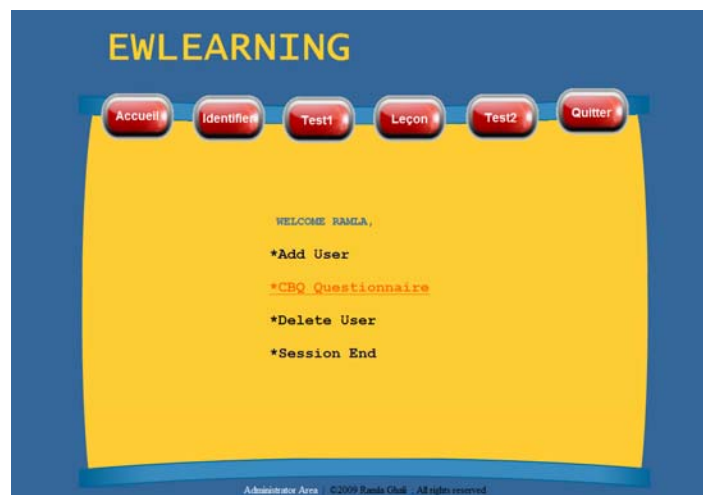 EWLEARNING
Accueil Identifier Test1 Leçon Test2 Quitter
WELCOME RAMLA,
*Add User
*CBQ Questionnaire
*Delete User
*Session End
Administrator Area | ©2009 Ramla Ghali : All rights reserved